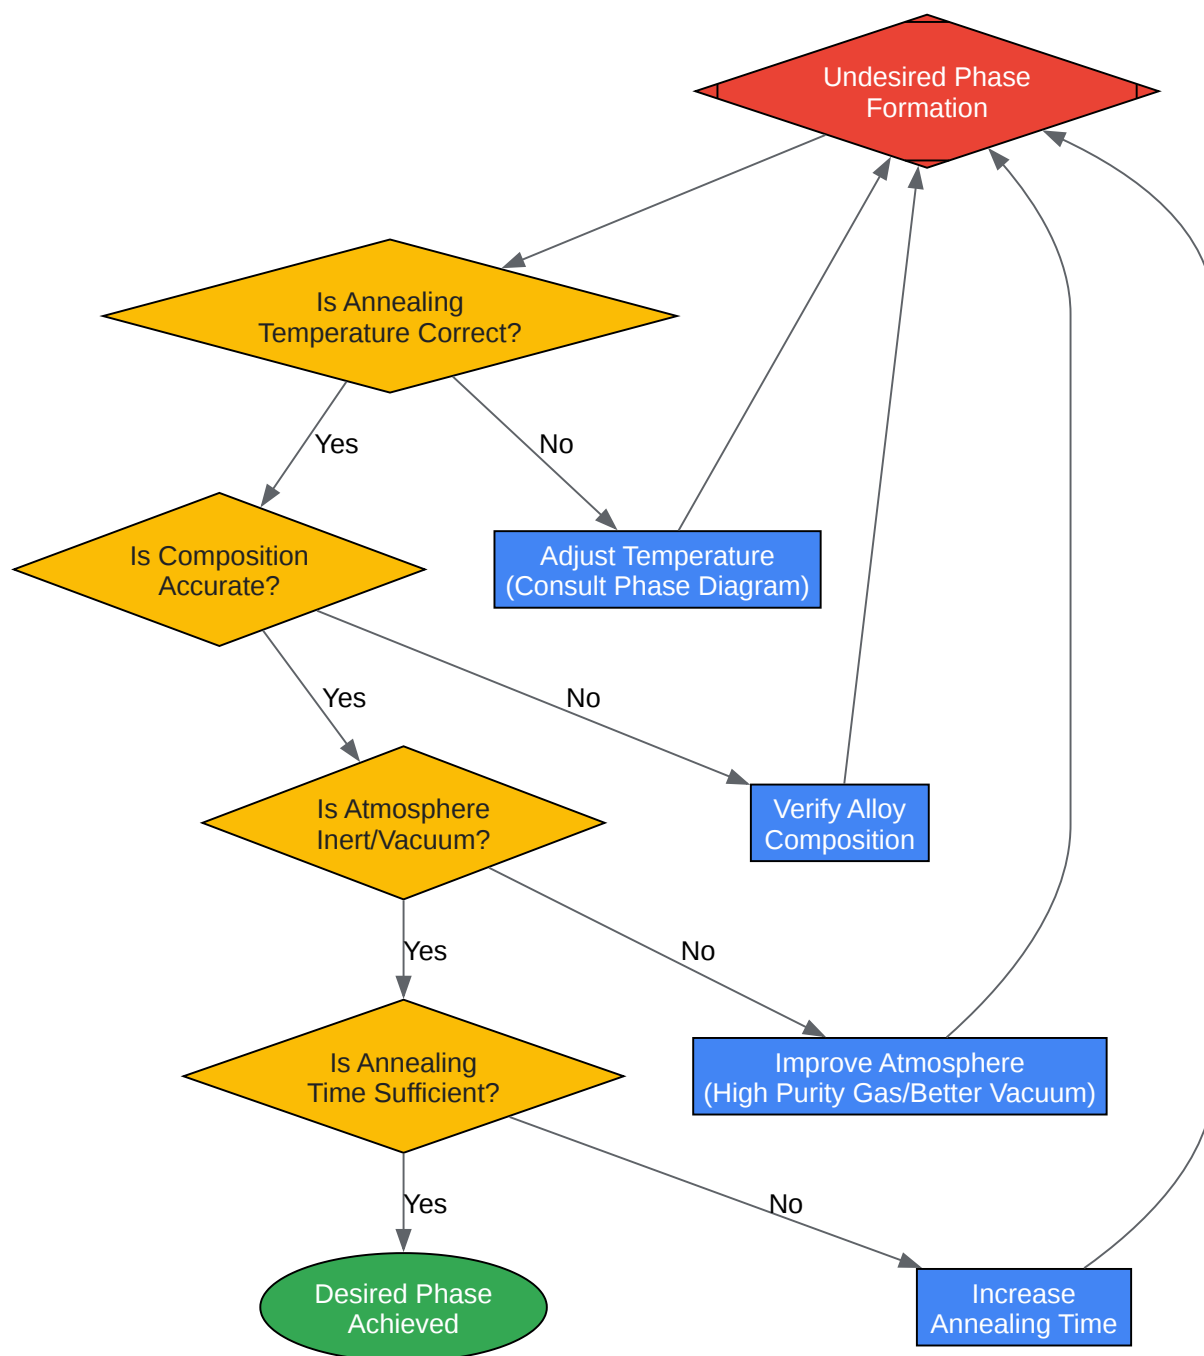 Undesired Phase
Formation
Is Annealing
Temperature Correct?
Yes
No
Is Composition
Accurate?
Adjust Temperature
(Consult Phase Diagram)
Yes
No
Is Atmosphere
Inert/Vacuum?
Verify Alloy
Composition
Yes
No
Is Annealing
Time Sufficient?
Improve Atmosphere
(High Purity Gas/Better Vacuum)
Yes
No
Desired Phase
Achieved
Increase
Annealing Time